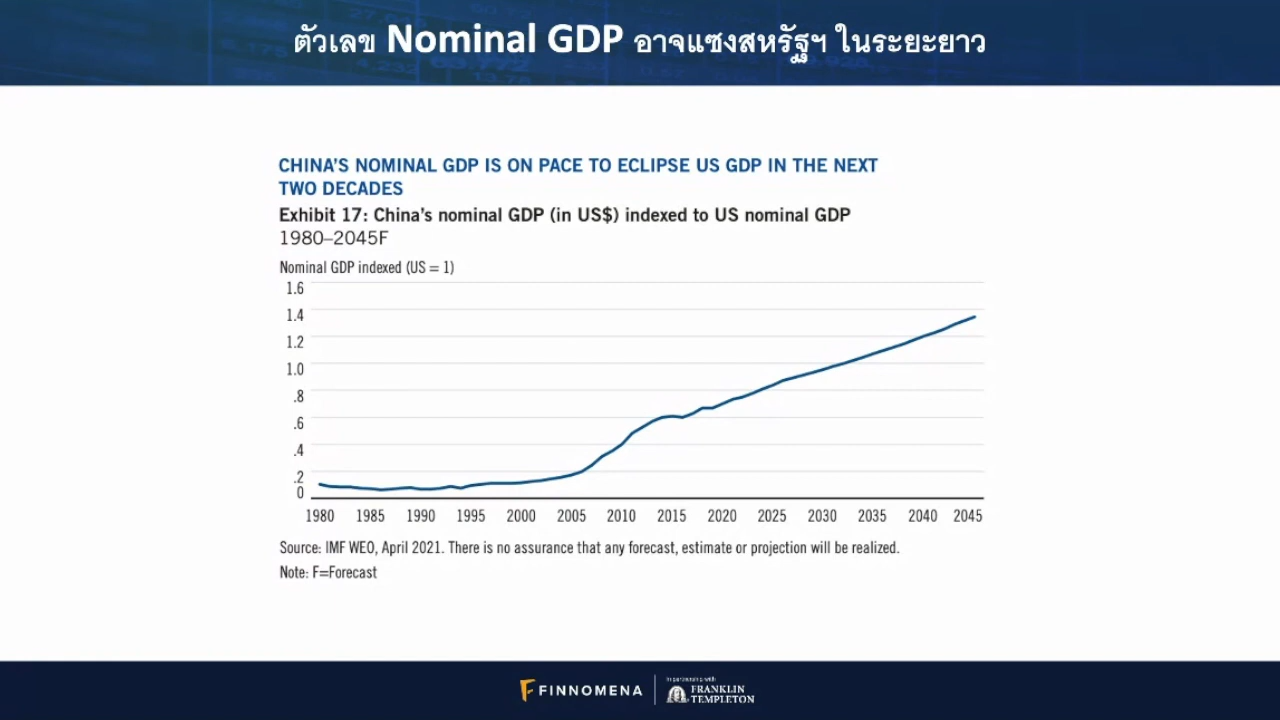 ตัวเลข Nominal GDP อาจแซงสหรัฐฯ ในระยะยาว
CHINA'S NOMINAL GDP IS ON PACE TO ECLIPSE US GDP IN THE NEXT
TWO DECADES
Exhibit 17: China's nominal GDP (in US$) indexed to US nominal GDP
1980–2045F
Nominal GDP indexed (US = 1)
1.6
1.4
1.2
1.0
.8
.6
.4
.2
0
1980 1985 1990 1995 2000 2005 2010 2015 2020 2025 2030 2035 2040 2045
Source: IMF WEO, April 2021. There is no assurance that any forecast, estimate or projection will be realized.
Note: F=Forecast
FINNOMENA
In partnership with
FRANKLIN
TEMPLETON